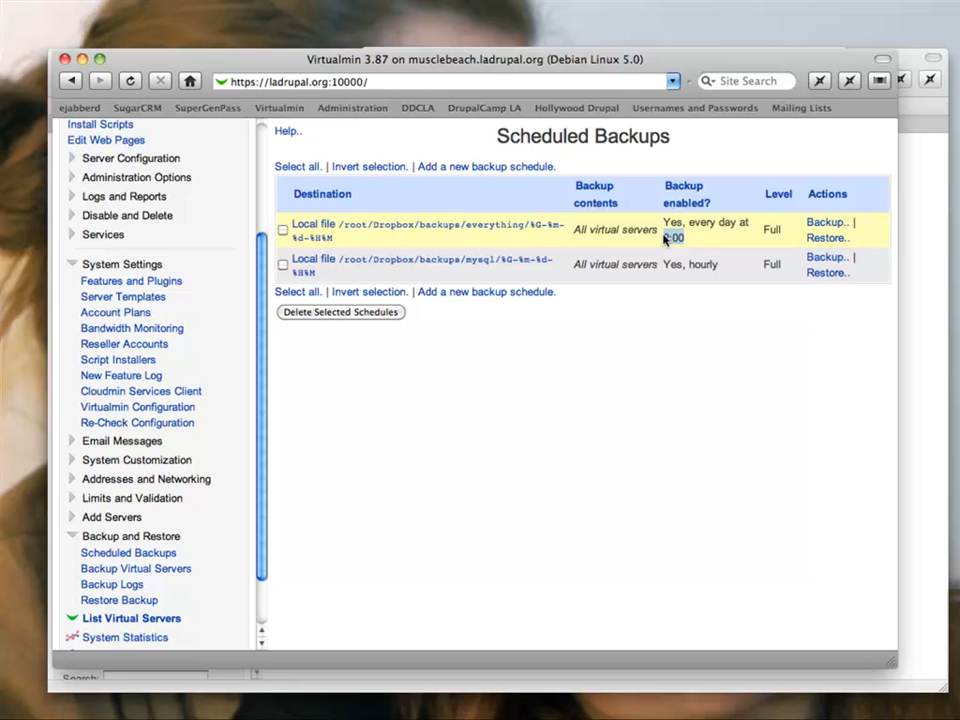 Virtualmin 3.87 on musclebeach.ladrupal.org (Debian Linux 5.0)
https://ladrupal.org:10000/
Site Search
ejabberd SugarCRM SuperGenPass Virtualmin Administration DDCLA DrupalCamp LA Hollywood Drupal Usernames and Passwords Mailing Lists
Install Scripts
Edit Web Pages
Server Configuration
Administration Options
Logs and Reports
Disable and Delete
Services
System Settings
Features and Plugins
Server Templates
Account Plans
Bandwidth Monitoring
Reseller Accounts
Script Installers
New Feature Log
Cloudmin Services Client
Virtualmin Configuration
Re-Check Configuration
Email Messages
System Customization
Addresses and Networking
Limits and Validation
Add Servers
Backup and Restore
Scheduled Backups
Backup Virtual Servers
Backup Logs
Restore Backup
List Virtual Servers
System Statistics
Help..
Scheduled Backups
Select all. | Invert selection. | Add a new backup schedule.
Destination Backup contents Backup enabled? Level Actions
Local file /root/Dropbox/backups/everything/%G-%m-
%d-%H%M
All virtual servers
Yes, every day at
:00
Full
Backup.. |
Restore..
Local file /root/Dropbox/backups/mysql/%G-%m-%d-
%H%M
All virtual servers
Yes, hourly
Full
Backup.. |
Restore..
Select all. | Invert selection. | Add a new backup schedule.
Delete Selected Schedules
Search: